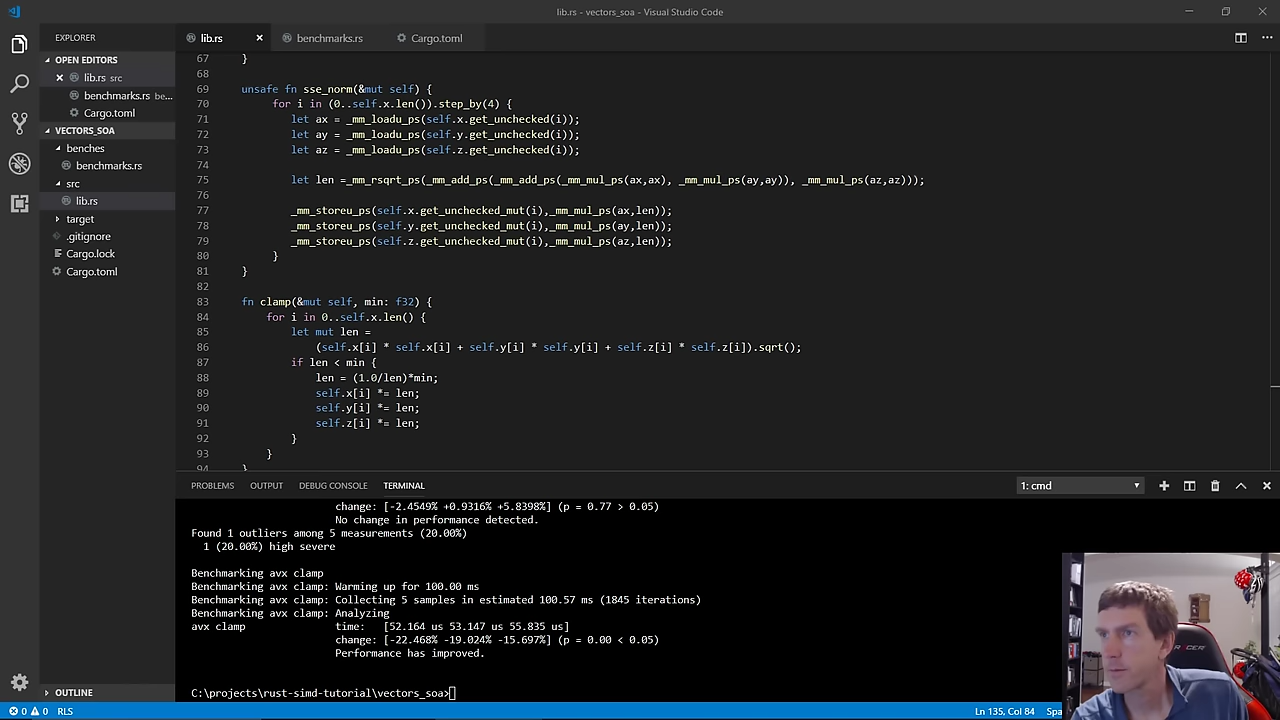 lib.rs - vectors_soa - Visual Studio Code
EXPLORER
lib.rs
benchmarks.rs
Cargo.toml
OPEN EDITORS
lib.rs src
benchmarks.rs be...
Cargo.toml
VECTORS_SOA
benches
benchmarks.rs
src
lib.rs
target
.gitignore
Cargo.lock
Cargo.toml
OUTLINE
67 }
68
69 unsafe fn sse_norm(&mut self) {
70 for i in (0..self.x.len()).step_by(4) {
71 let ax = _mm_loadu_ps(self.x.get_unchecked(i));
72 let ay = _mm_loadu_ps(self.y.get_unchecked(i));
73 let az = _mm_loadu_ps(self.z.get_unchecked(i));
74
75 let len =_mm_rsqrt_ps(_mm_add_ps(_mm_add_ps(_mm_mul_ps(ax,ax), _mm_mul_ps(ay,ay)), _mm_mul_ps(az,az)));
76
77 _mm_storeu_ps(self.x.get_unchecked_mut(i),_mm_mul_ps(ax,len));
78 _mm_storeu_ps(self.y.get_unchecked_mut(i),_mm_mul_ps(ay,len));
79 _mm_storeu_ps(self.z.get_unchecked_mut(i),_mm_mul_ps(az,len));
80 }
81 }
82
83 fn clamp(&mut self, min: f32) {
84 for i in 0..self.x.len() {
85 let mut len =
86 (self.x[i] * self.x[i] + self.y[i] * self.y[i] + self.z[i] * self.z[i]).sqrt();
87 if len < min {
88 len = (1.0/len)*min;
89 self.x[i] *= len;
90 self.y[i] *= len;
91 self.z[i] *= len;
92 }
93 }
94 }
PROBLEMS OUTPUT DEBUG CONSOLE TERMINAL
1: cmd
change: [-2.4549% +0.9316% +5.8398%] (p = 0.77 > 0.05)
No change in performance detected.
Found 1 outliers among 5 measurements (20.00%)
1 (20.00%) high severe
Benchmarking avx clamp
Benchmarking avx clamp: Warming up for 100.00 ms
Benchmarking avx clamp: Collecting 5 samples in estimated 100.57 ms (1845 iterations)
Benchmarking avx clamp: Analyzing
avx clamp time: [52.164 us 53.147 us 55.835 us]
change: [-22.468% -19.024% -15.697%] (p = 0.00 < 0.05)
Performance has improved.
C:\projects\rust-simd-tutorial\vectors_soa>
0 0 RLS
Ln 135, Col 84 Spa